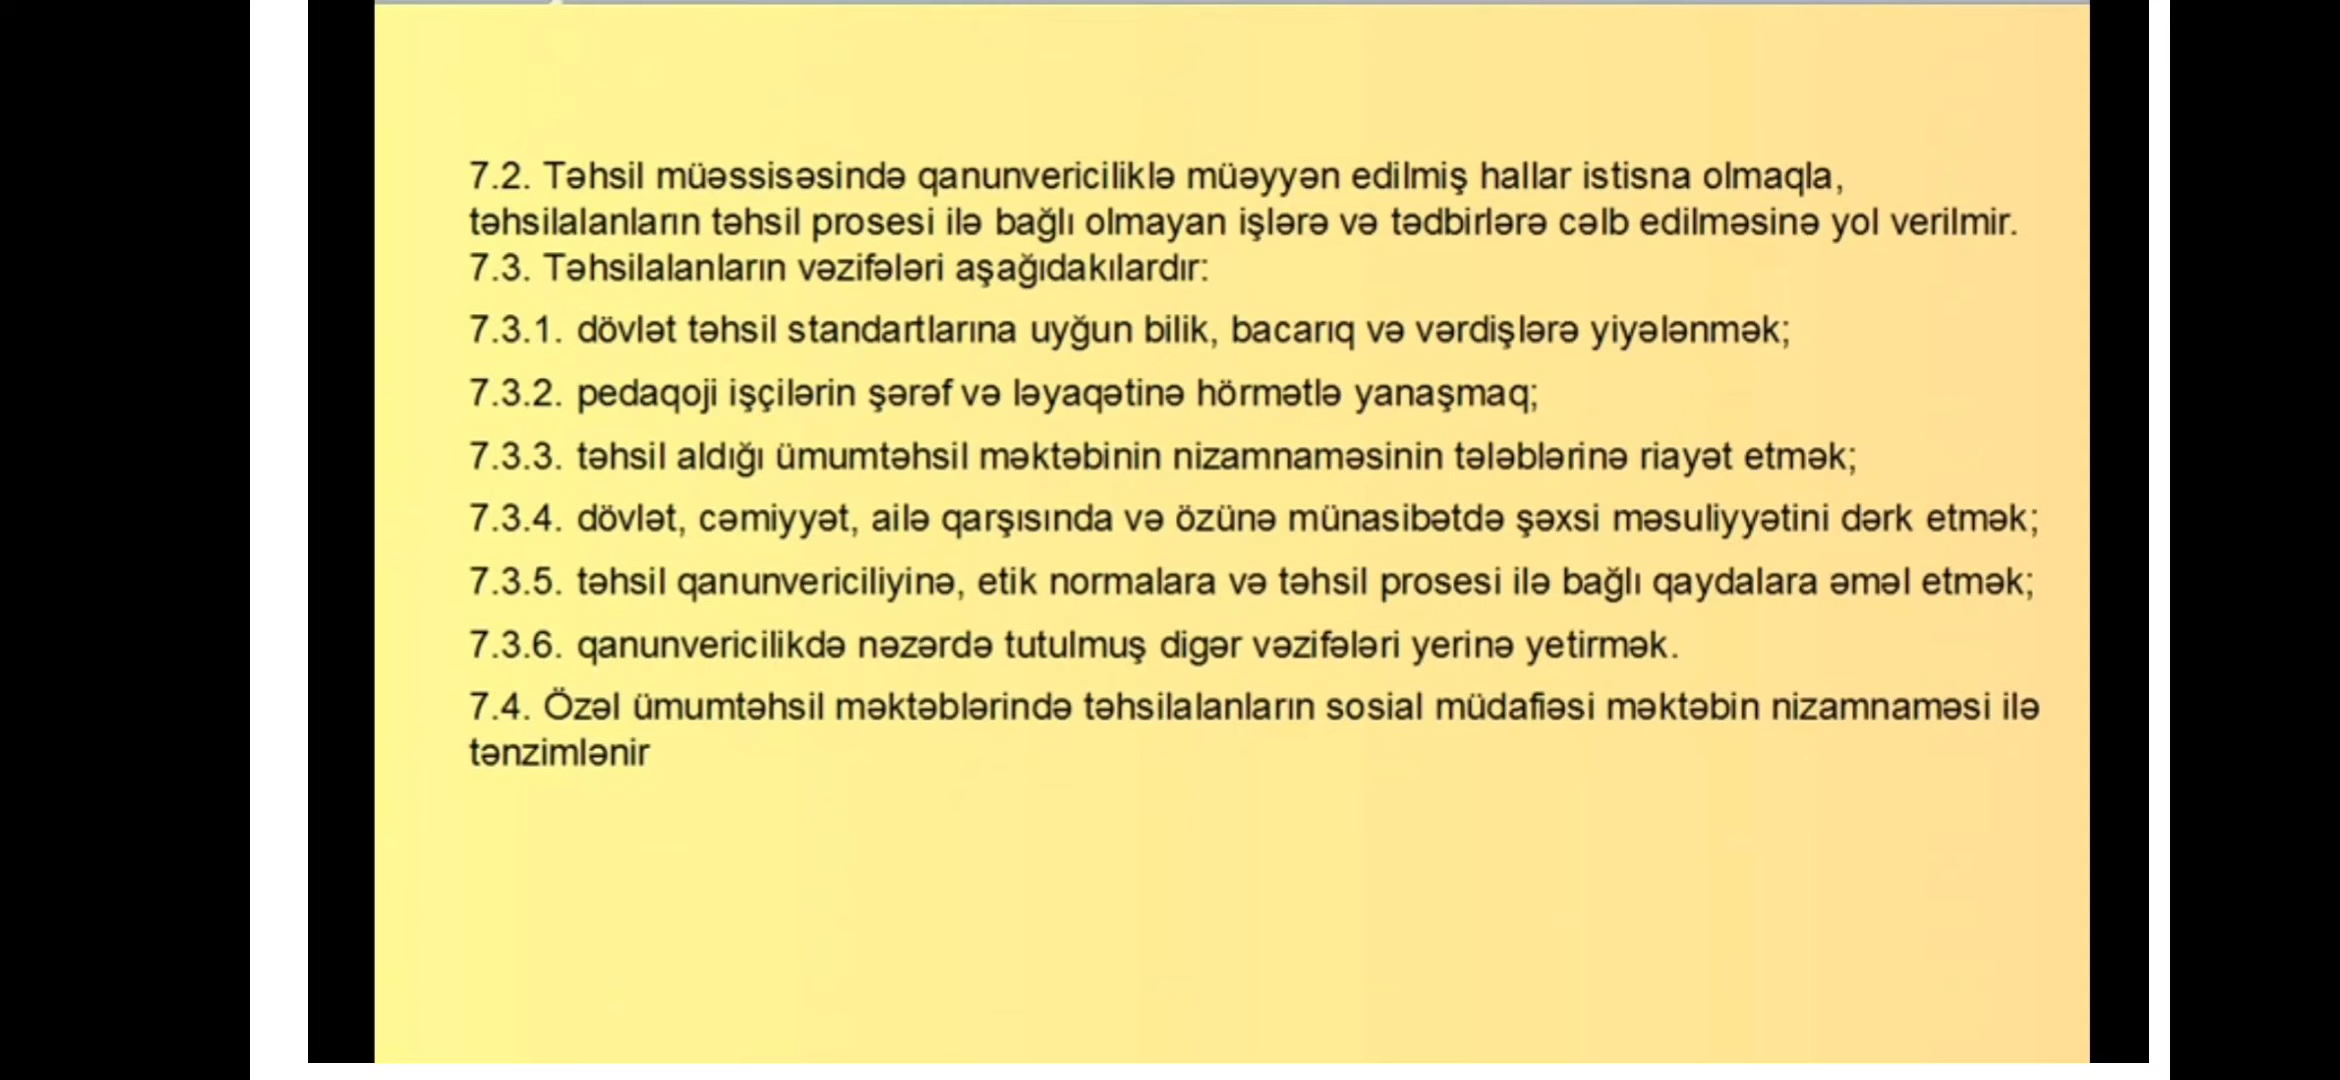 7.2. Təhsil müəssisəsində qanunvericiliklə müəyyən edilmiş hallar istisna olmaqla,
təhsilalanların təhsil prosesi ilə bağlı olmayan işlərə və tədbirlərə cəlb edilməsinə yol verilmir.
7.3. Təhsilalanların vəzifələri aşağıdakılardır:
7.3.1. dövlət təhsil standartlarına uyğun bilik, bacarıq və vərdişlərə yiyələnmək;
7.3.2. pedaqoji işçilərin şərəf və ləyaqətinə hörmətlə yanaşmaq;
7.3.3. təhsil aldığı ümumtəhsil məktəbinin nizamnaməsinin tələblərinə riayət etmək;
7.3.4. dövlət, cəmiyyət, ailə qarşısında və özünə münasibətdə şəxsi məsuliyyətini dərk etmək;
7.3.5. təhsil qanunvericiliyinə, etik normalara və təhsil prosesi ilə bağlı qaydalara əməl etmək;
7.3.6. qanunvericilikdə nəzərdə tutulmuş digər vəzifələri yerinə yetirmək.
7.4. Özəl ümumtəhsil məktəblərində təhsilalanların sosial müdafiəsi məktəbin nizamnaməsi ilə
tənzimlənir